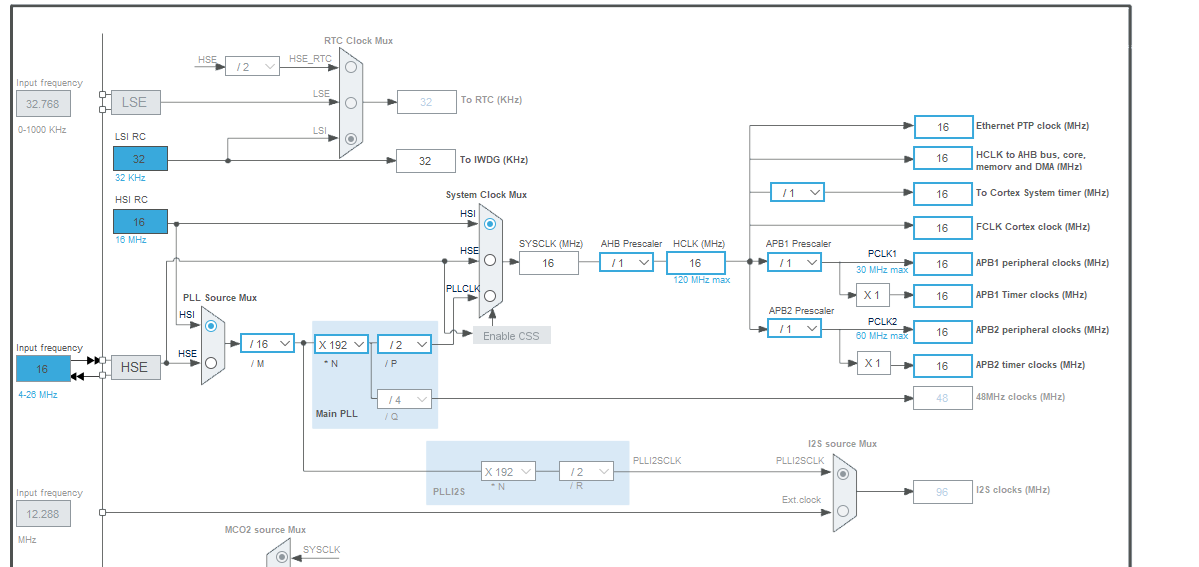 RTC Clock Mux
HSE
/ 2
HSE_RTC
Input frequency
32.768
0-1000 KHz
LSE
LSE
32
To RTC (KHz)
LSI
LSI RC
32
32 KHz
32
To IWDG (KHz)
HSI RC
16
16 MHz
System Clock Mux
HSI
HSE
PLLCLK
SYSCLK (MHz)
16
AHB Prescaler
/ 1
HCLK (MHz)
16
120 MHz max
16
Ethernet PTP clock (MHz)
16
HCLK to AHB bus, core,
memory and DMA (MHz)
/ 1
16
To Cortex System timer (MHz)
16
FCLK Cortex clock (MHz)
APB1 Prescaler
/ 1
PCLK1
30 MHz max
16
APB1 peripheral clocks (MHz)
X 1
16
APB1 Timer clocks (MHz)
APB2 Prescaler
/ 1
PCLK2
60 MHz max
16
APB2 peripheral clocks (MHz)
X 1
16
APB2 timer clocks (MHz)
PLL Source Mux
HSI
HSE
Input frequency
16
4-26 MHz
HSE
/ 16
/ M
X 192
* N
/ 2
/ P
Enable CSS
/ 4
/ Q
Main PLL
48
48MHz clocks (MHz)
X 192
* N
/ 2
/ R
PLLI2S
PLLI2SCLK
I2S source Mux
PLLI2SCLK
Ext.clock
96
I2S clocks (MHz)
Input frequency
12.288
MHz
MCO2 source Mux
SYSCLK